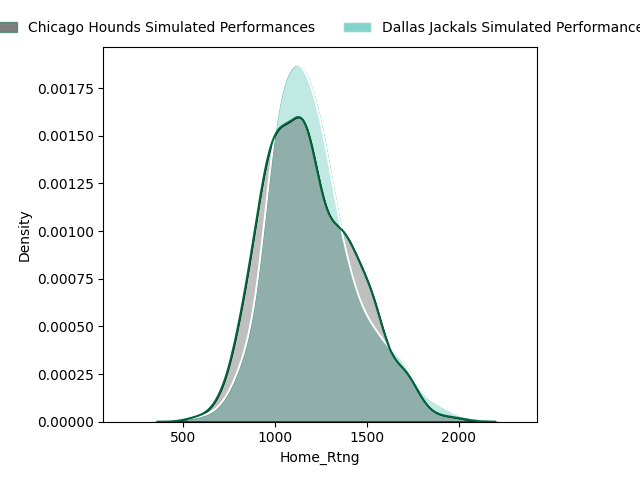 Chicago Hounds Simulated Performances Dallas Jackals Simulated Performance
0.00175
0.00150
0.00125
0.00100
0.00075
0.00050
0.00025
0.00000
Density
500 1000 1500 2000
Home_Rtng